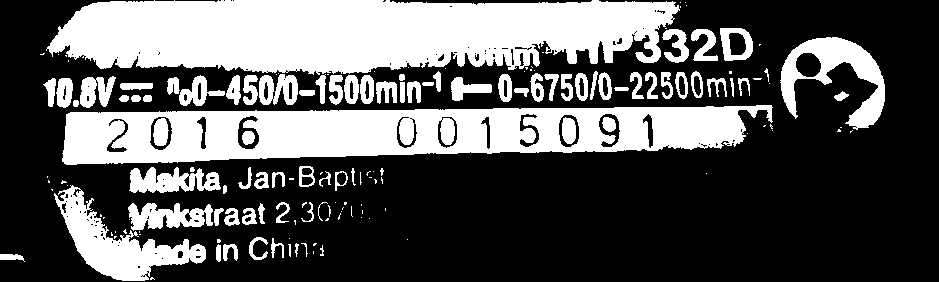 HP332D
10.8V⎓ n₀0-450/0-1500min⁻¹ 0-6750/0-22500min⁻¹
2016 0015091
Makita, Jan-Baptist
Vinkstraat 2,3070,
Made in China